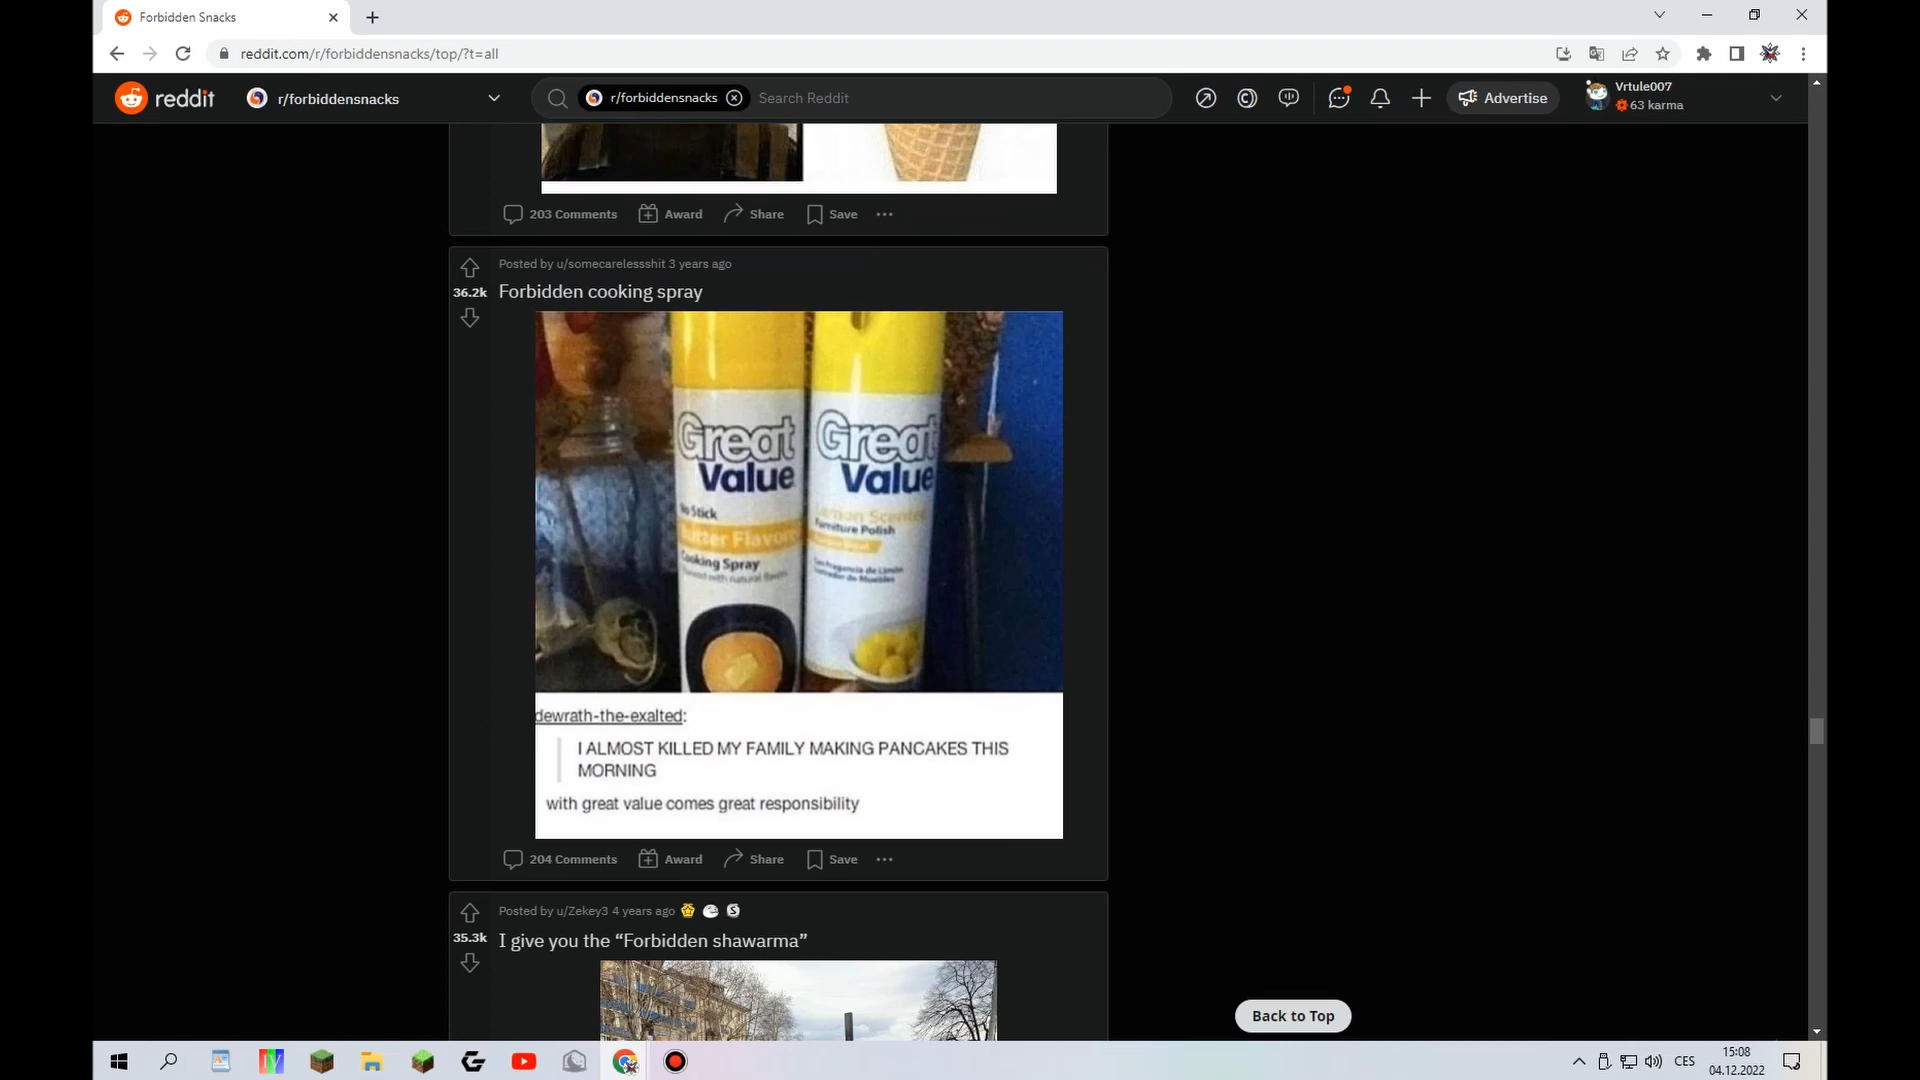 Forbidden Snacks
reddit.com/r/forbiddensnacks/top/?t=all
reddit
r/forbiddensnacks
r/forbiddensnacks
Search Reddit
Advertise
Vrtule007
63 karma
203 Comments
Award
Share
Save
Posted by u/somecarelessshit 3 years ago
36.2k
Forbidden cooking spray
Great
Value
No Stick
Butter Flavor
Cooking Spray
Great
Value
Lemon Scented
Furniture Polish
dewrath-the-exalted:
I ALMOST KILLED MY FAMILY MAKING PANCAKES THIS
MORNING
with great value comes great responsibility
204 Comments
Award
Share
Save
Posted by u/Zekey3 4 years ago
35.3k
I give you the “Forbidden shawarma”
Back to Top
CES
15:08
04.12.2022